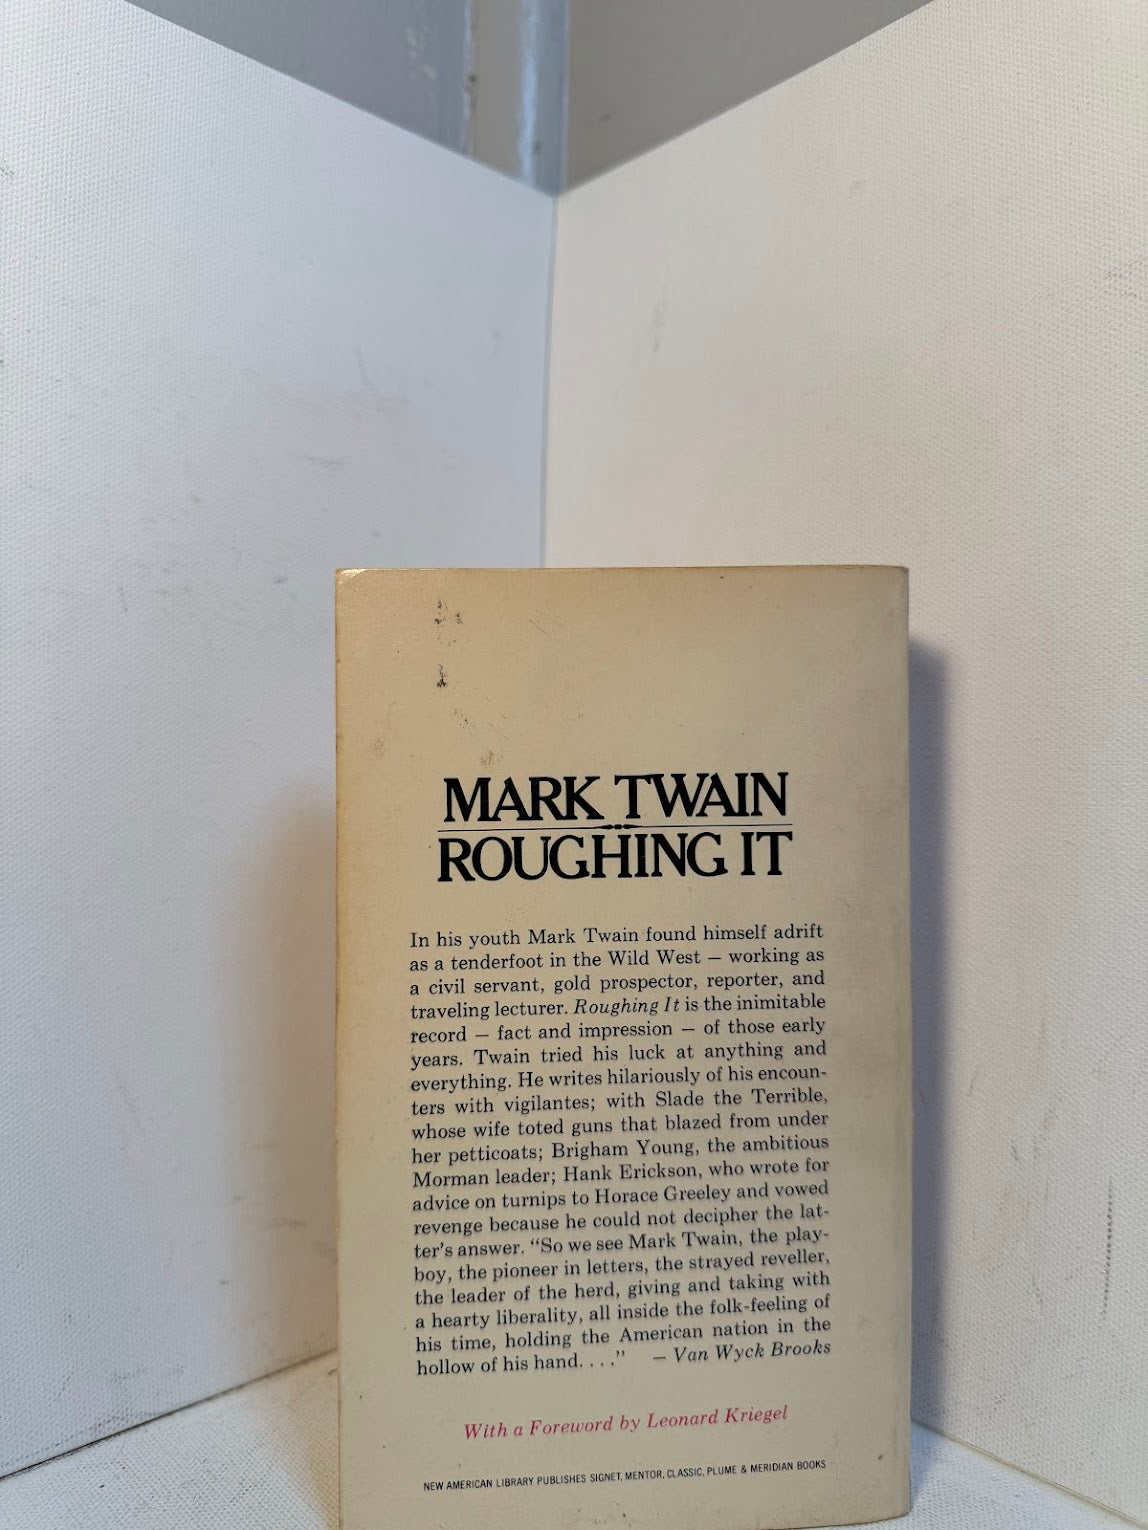 MARK TWAIN
ROUGHING IT
In his youth Mark Twain found himself adrift
as a tenderfoot in the Wild West — working as
a civil servant, gold prospector, reporter, and
traveling lecturer. Roughing It is the inimitable
record — fact and impression — of those early
years. Twain tried his luck at anything and
everything. He writes hilariously of his encoun-
ters with vigilantes; with Slade the Terrible,
whose wife toted guns that blazed from under
her petticoats; Brigham Young, the ambitious
Morman leader; Hank Erickson, who wrote for
advice on turnips to Horace Greeley and vowed
revenge because he could not decipher the lat-
ter's answer. “So we see Mark Twain, the play-
boy, the pioneer in letters, the strayed reveller,
the leader of the herd, giving and taking with
a hearty liberality, all inside the folk-feeling of
his time, holding the American nation in the
hollow of his hand. . . .” — Van Wyck Brooks
With a Foreword by Leonard Kriegel
NEW AMERICAN LIBRARY PUBLISHES SIGNET, MENTOR, CLASSIC, PLUME & MERIDIAN BOOKS